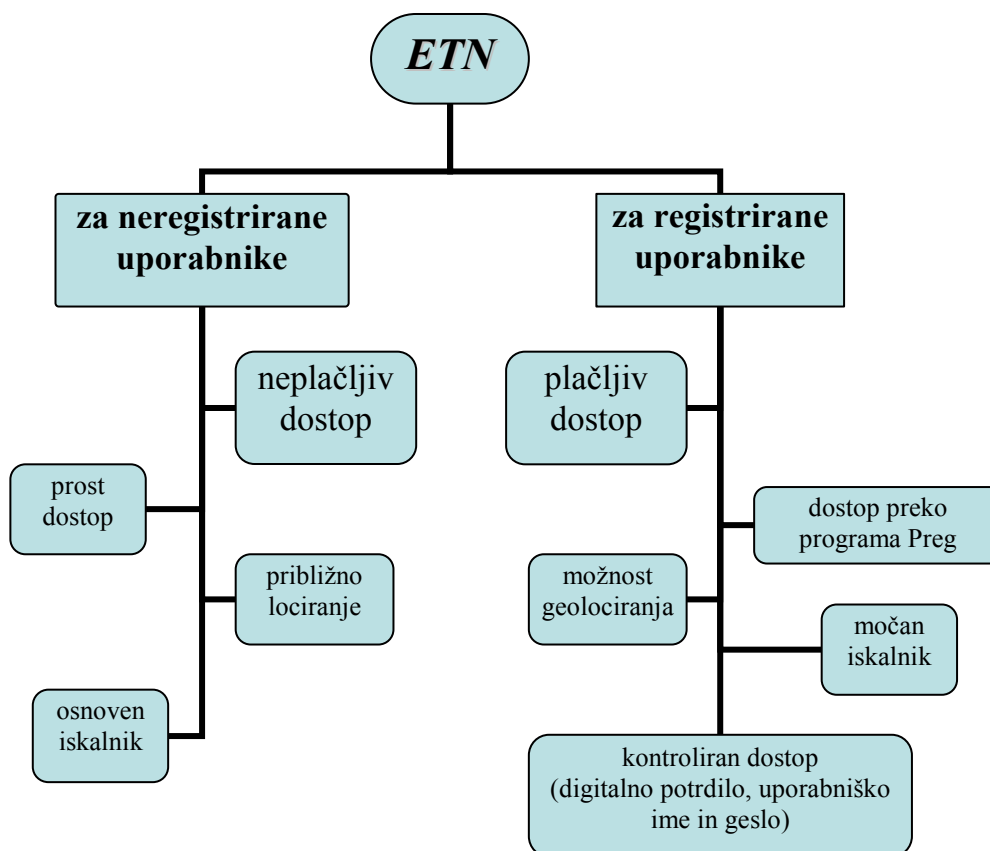 ETN
za neregistrirane
uporabnike
za registrirane
uporabnike
neplačljiv
dostop
plačljiv
dostop
prost
dostop
dostop preko
programa Preg
približno
lociranje
možnost
geolociranja
močan
iskalnik
osnoven
iskalnik
kontroliran dostop
(digitalno potrdilo, uporabniško
ime in geslo)